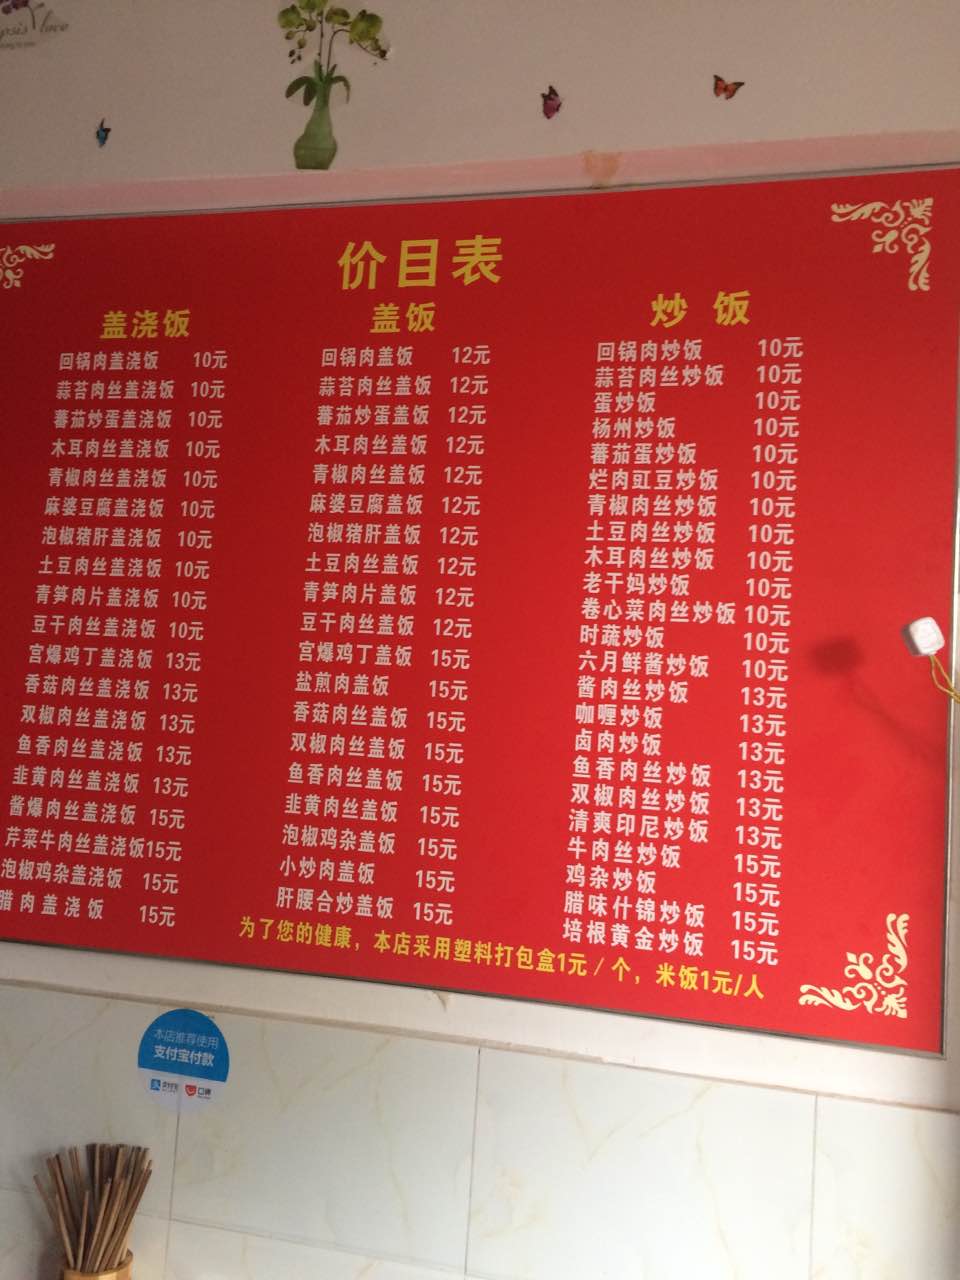 love
价目表
盖浇饭
回锅肉盖浇饭 10元
蒜苔肉丝盖浇饭 10元
蕃茄炒蛋盖浇饭 10元
木耳肉丝盖浇饭 10元
青椒肉丝盖浇饭 10元
麻婆豆腐盖浇饭 10元
泡椒猪肝盖浇饭 10元
土豆肉丝盖浇饭 10元
青笋肉片盖浇饭 10元
豆干肉丝盖浇饭 10元
宫爆鸡丁盖浇饭 13元
香菇肉丝盖浇饭 13元
双椒肉丝盖浇饭 13元
鱼香肉丝盖浇饭 13元
韭黄肉丝盖浇饭 13元
酱爆肉丝盖浇饭 15元
芹菜牛肉丝盖浇饭15元
泡椒鸡杂盖浇饭 15元
腊肉盖浇饭 15元
盖饭
回锅肉盖饭 12元
蒜苔肉丝盖饭 12元
蕃茄炒蛋盖饭 12元
木耳肉丝盖饭 12元
青椒肉丝盖饭 12元
麻婆豆腐盖饭 12元
泡椒猪肝盖饭 12元
土豆肉丝盖饭 12元
青笋肉片盖饭 12元
豆干肉丝盖饭 12元
宫爆鸡丁盖饭 15元
盐煎肉盖饭 15元
香菇肉丝盖饭 15元
双椒肉丝盖饭 15元
鱼香肉丝盖饭 15元
韭黄肉丝盖饭 15元
泡椒鸡杂盖饭 15元
小炒肉盖饭 15元
肝腰合炒盖饭 15元
炒饭
回锅肉炒饭 10元
蒜苔肉丝炒饭 10元
蛋炒饭 10元
杨州炒饭 10元
蕃茄蛋炒饭 10元
烂肉豇豆炒饭 10元
青椒肉丝炒饭 10元
土豆肉丝炒饭 10元
木耳肉丝炒饭 10元
老干妈炒饭 10元
卷心菜肉丝炒饭 10元
时蔬炒饭 10元
六月鲜酱炒饭 10元
酱肉丝炒饭 13元
咖喱炒饭 13元
卤肉炒饭 13元
鱼香肉丝炒饭 13元
双椒肉丝炒饭 13元
清爽印尼炒饭 13元
牛肉丝炒饭 15元
鸡杂炒饭 15元
腊味什锦炒饭 15元
培根黄金炒饭 15元
为了您的健康，本店采用塑料打包盒1元/个，米饭1元/人
本店推荐使用
支付宝付款
支付宝 口碑